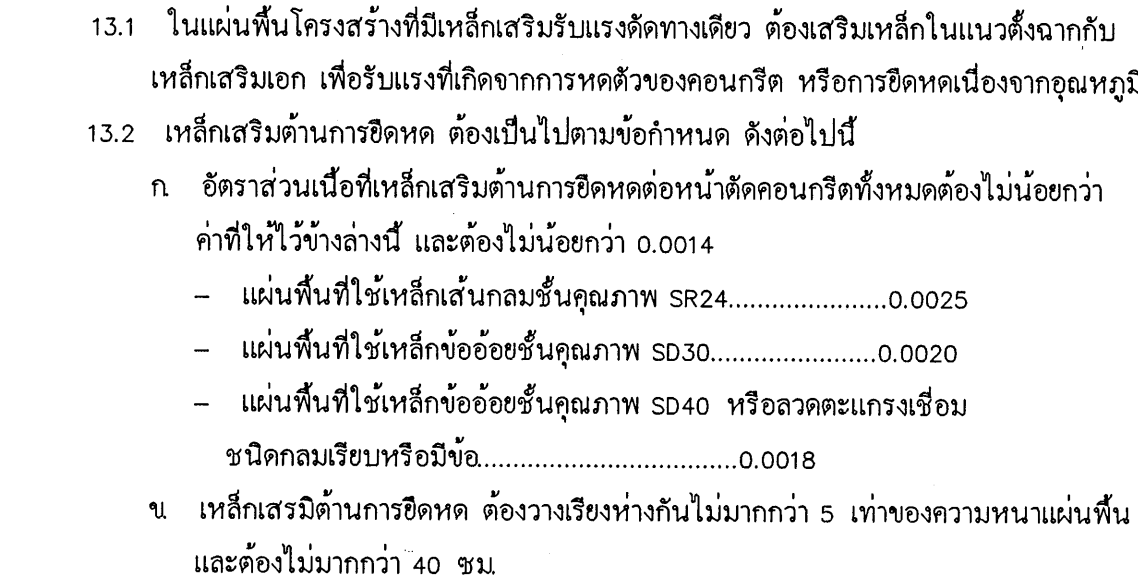 13.1 ในแผ่นพื้นโครงสร้างที่มีเหล็กเสริมรับแรงดัดทางเดียว ต้องเสริมเหล็กในแนวตั้งฉากกับ
เหล็กเสริมเอก เพื่อรับแรงที่เกิดจากการหดตัวของคอนกรีต หรือการยืดหดเนื่องจากอุณหภูมิ
13.2 เหล็กเสริมต้านการยืดหด ต้องเป็นไปตามข้อกำหนด ดังต่อไปนี้
ก. อัตราส่วนเนื้อที่เหล็กเสริมต้านการยืดหดต่อหน้าตัดคอนกรีตทั้งหมดต้องไม่น้อยกว่า
ค่าที่ให้ไว้ข้างล่างนี้ และต้องไม่น้อยกว่า 0.0014
– แผ่นพื้นที่ใช้เหล็กเส้นกลมชั้นคุณภาพ SR24......................0.0025
– แผ่นพื้นที่ใช้เหล็กข้ออ้อยชั้นคุณภาพ SD30.......................0.0020
– แผ่นพื้นที่ใช้เหล็กข้ออ้อยชั้นคุณภาพ SD40 หรือลวดตะแกรงเชื่อม
ชนิดกลมเรียบหรือมีข้อ....................................0.0018
ข. เหล็กเสรมิต้านการยืดหด ต้องวางเรียงห่างกันไม่มากกว่า 5 เท่าของความหนาแผ่นพื้น
และต้องไม่มากกว่า 40 ซม.